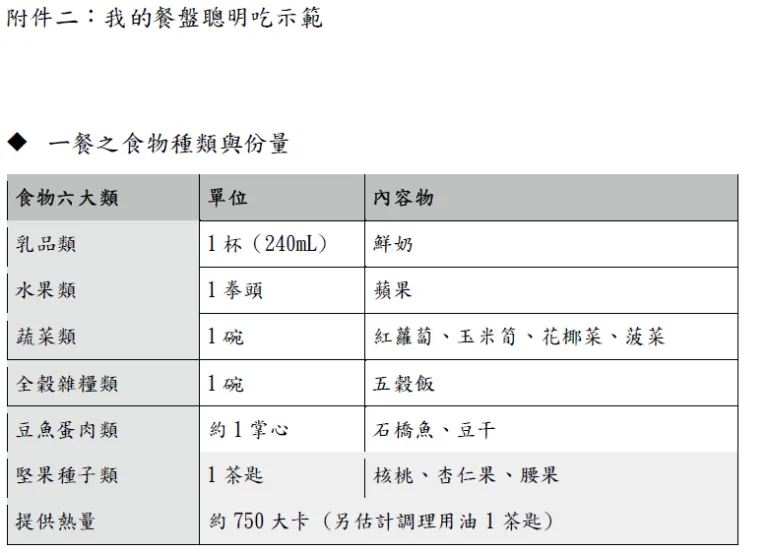 附件二：我的餐盤聰明吃示範
◆ 一餐之食物種類與份量
食物六大類 單位 內容物
乳品類 1 杯（240mL） 鮮奶
水果類 1 拳頭 蘋果
蔬菜類 1 碗 紅蘿蔔、玉米筍、花椰菜、菠菜
全穀雜糧類 1 碗 五穀飯
豆魚蛋肉類 約 1 掌心 石橋魚、豆干
堅果種子類 1 茶匙 核桃、杏仁果、腰果
提供熱量 約 750 大卡（另估計調理用油 1 茶匙）